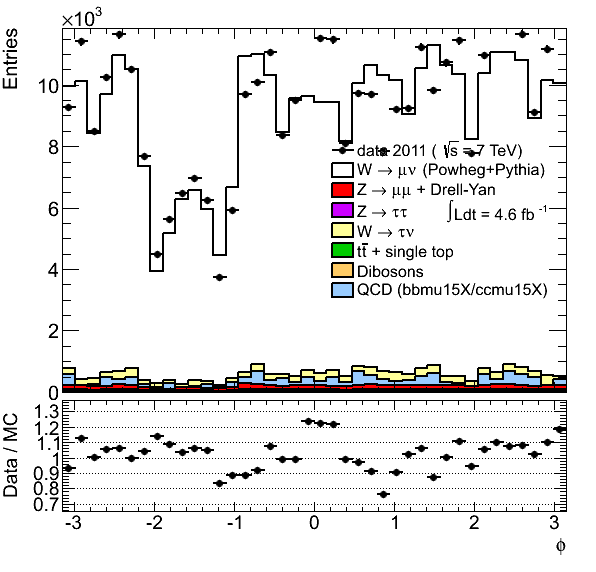 ×10³
Entries
10
8
6
4
2
0
data 2011 ( √s = 7 TeV)
W → μν (Powheg+Pythia)
Z → μμ + Drell-Yan
Z → ττ
∫Ldt = 4.6 fb⁻¹
W → τν
tt̄ + single top
Dibosons
QCD (bbmu15X/ccmu15X)
Data / MC
1.3
1.2
1.1
1
0.9
0.8
0.7
-3 -2 -1 0 1 2 3
ϕ